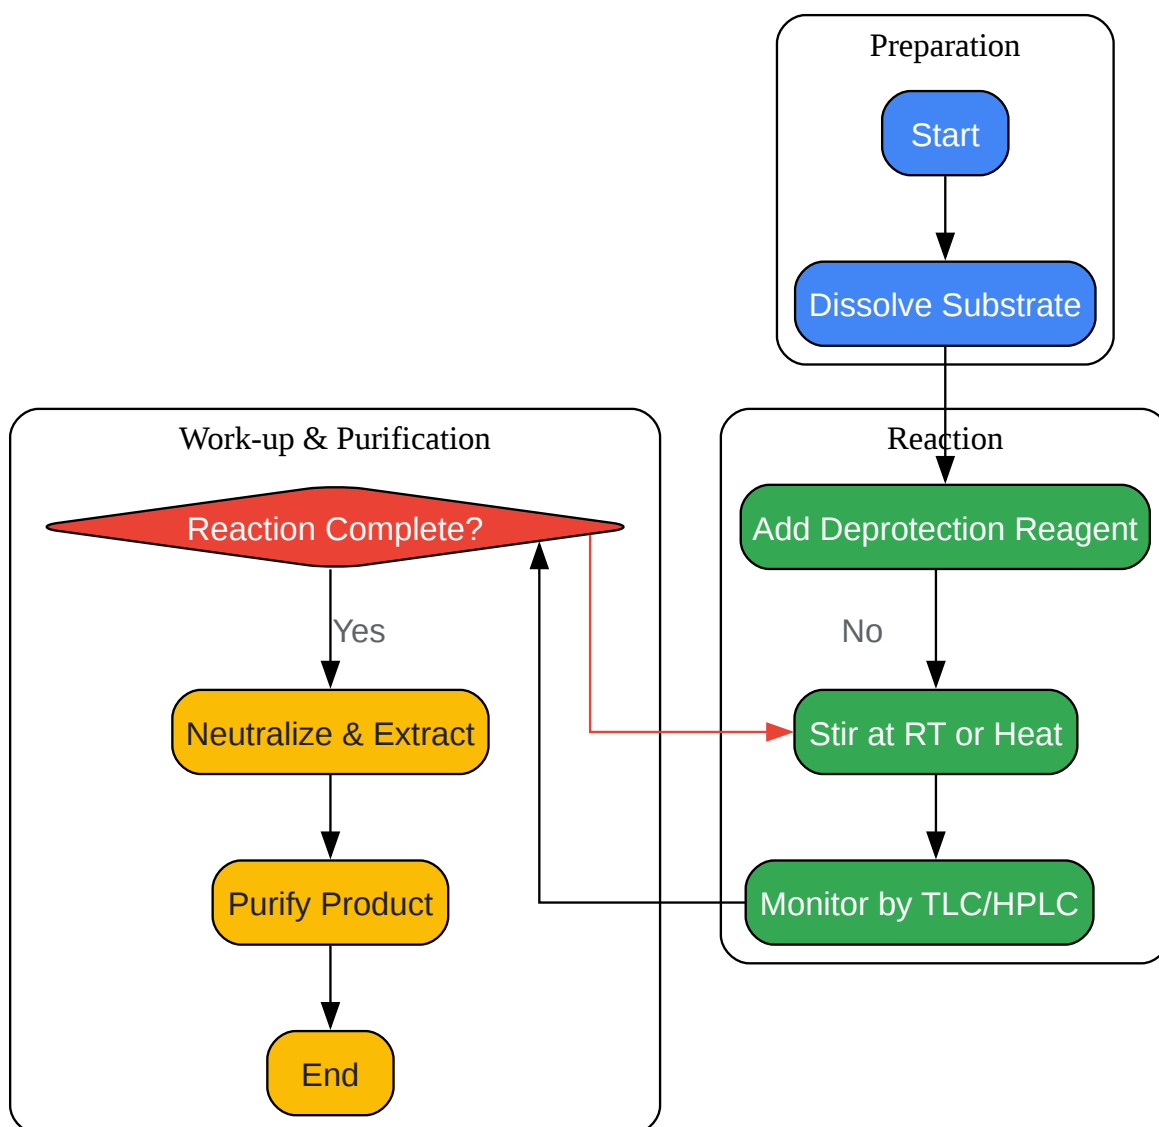 Preparation
Start
Dissolve Substrate
Reaction
Add Deprotection Reagent
No
Stir at RT or Heat
Monitor by TLC/HPLC
Work-up & Purification
Reaction Complete?
Yes
Neutralize & Extract
Purify Product
End